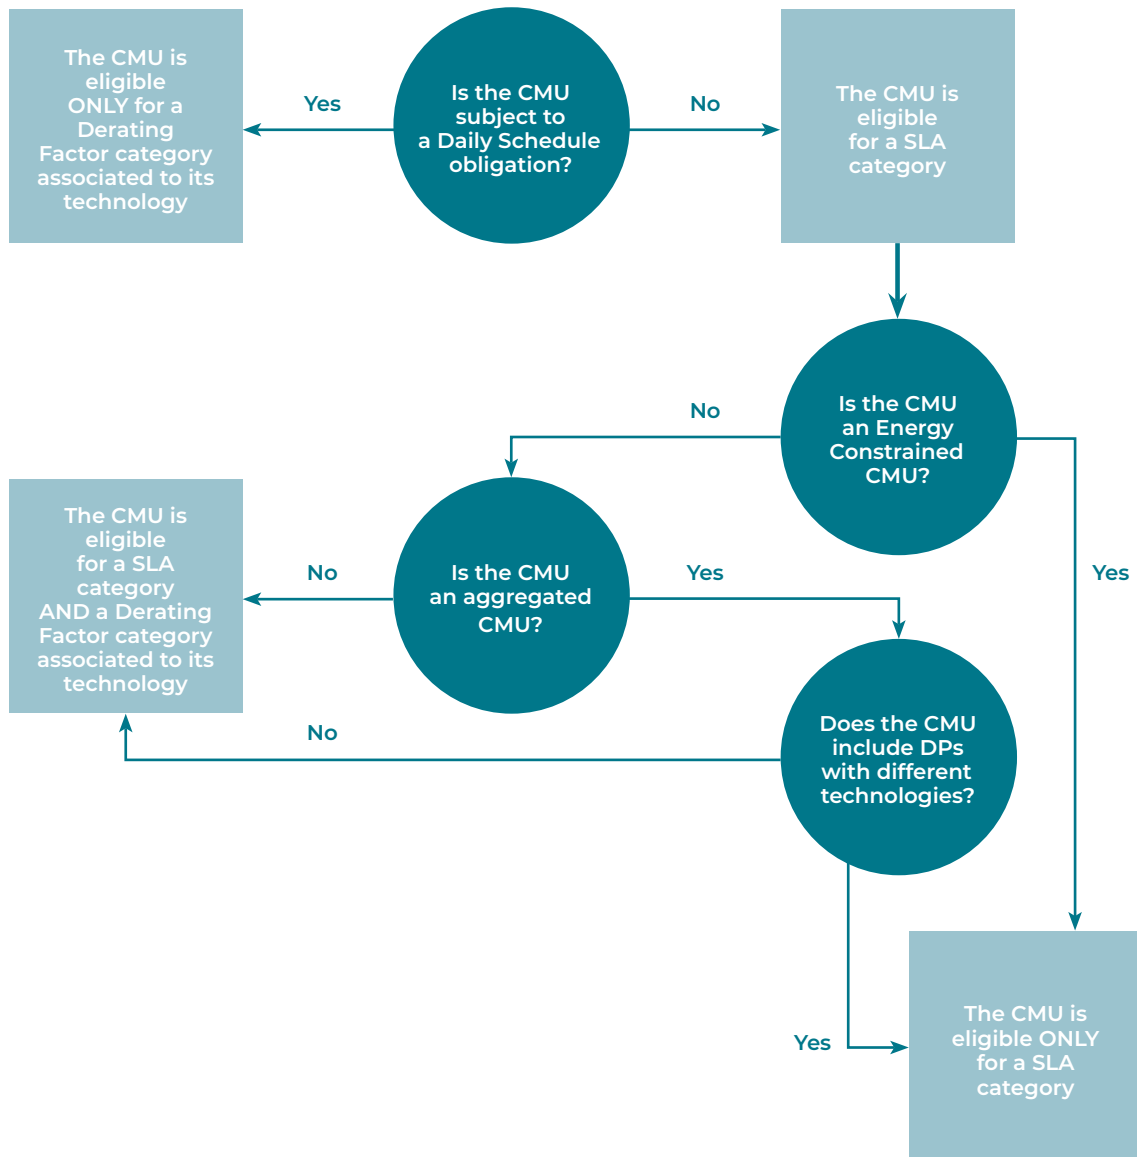 The CMU is
eligible
ONLY for a
Derating
Factor category
associated to its
technology
Yes
Is the CMU
subject to
a Daily Schedule
obligation?
No
The CMU is
eligible
for a SLA
category
Is the CMU
an Energy
Constrained
CMU?
No
Yes
The CMU is
eligible
for a SLA
category
AND a Derating
Factor category
associated to its
technology
No
Is the CMU
an aggregated
CMU?
Yes
No
Does the CMU
include DPs
with different
technologies?
Yes
The CMU is
eligible ONLY
for a SLA
category